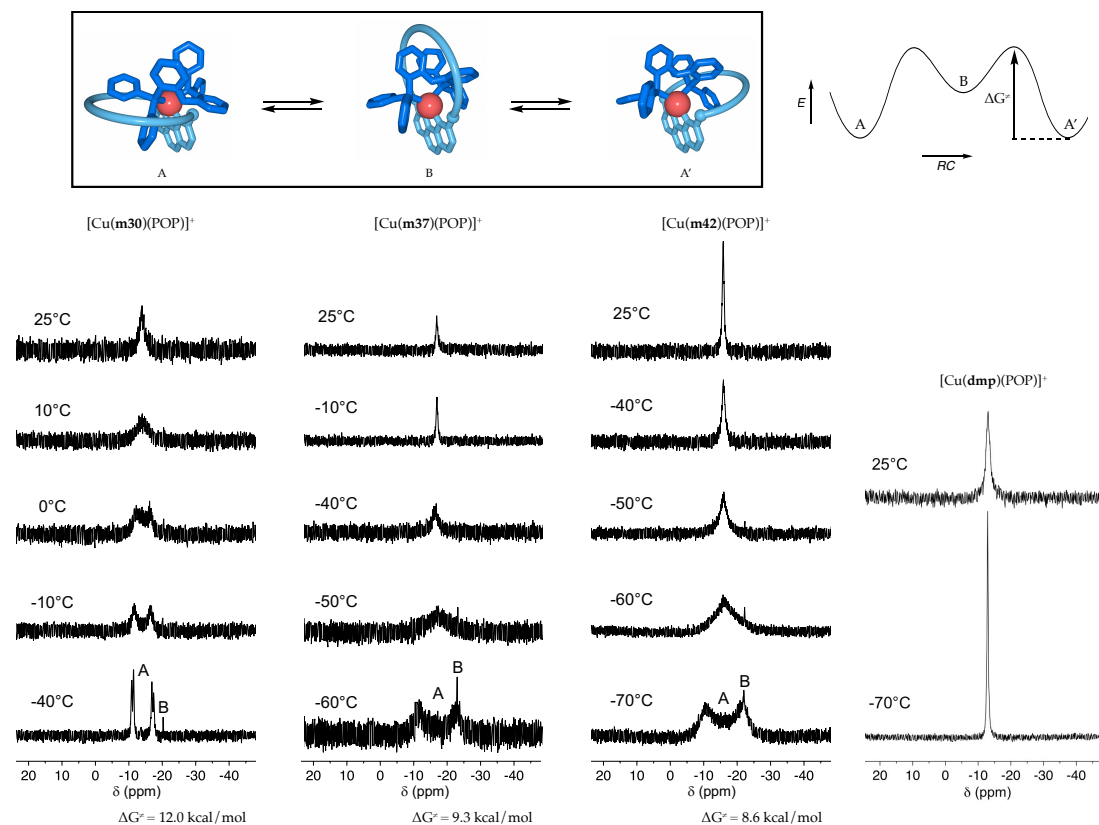 A
B
A′
E
A
B
ΔG≠
A′
RC
[Cu(m30)(POP)]+
25°C
10°C
0°C
-10°C
-40°C
A
B
20 10 0 -10 -20 -30 -40
δ (ppm)
ΔG≠ = 12.0 kcal/mol
[Cu(m37)(POP)]+
25°C
-10°C
-40°C
-50°C
-60°C
A
B
20 10 0 -10 -20 -30 -40
δ (ppm)
ΔG≠ = 9.3 kcal/mol
[Cu(m42)(POP)]+
25°C
-40°C
-50°C
-60°C
-70°C
A
B
20 10 0 -10 -20 -30 -40
δ (ppm)
ΔG≠ = 8.6 kcal/mol
[Cu(dmp)(POP)]+
25°C
-70°C
20 10 0 -10 -20 -30 -40
δ (ppm)